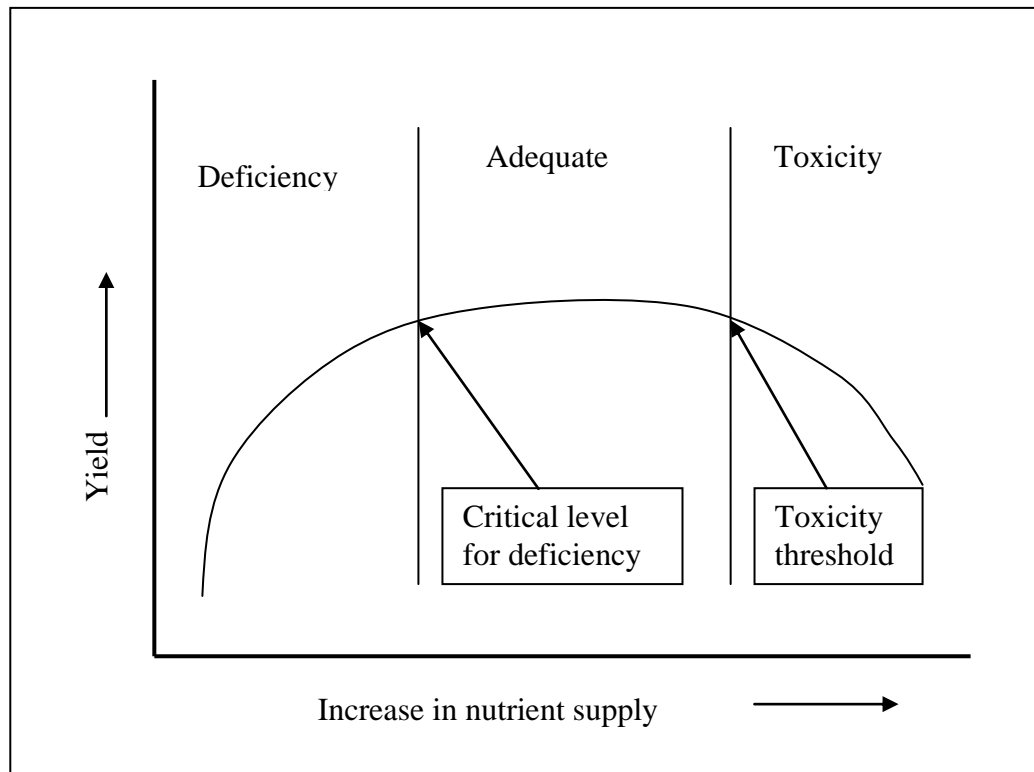 Deficiency
Adequate
Toxicity
Yield
Critical level
for deficiency
Toxicity
threshold
Increase in nutrient supply